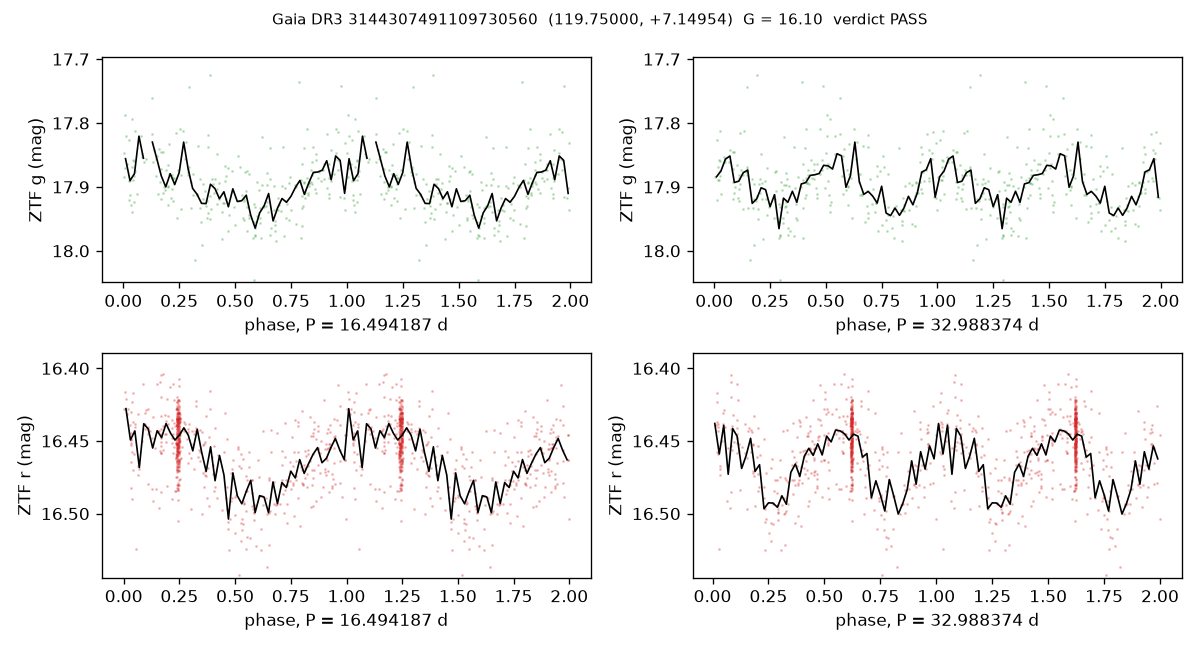 Gaia DR3 3144307491109730560  (119.75000, +7.14954)  G = 16.10  verdict PASS
17.7
17.8
17.9
18.0
ZTF g (mag)
0.00 0.25 0.50 0.75 1.00 1.25 1.50 1.75 2.00
phase, P = 16.494187 d
17.7
17.8
17.9
18.0
ZTF g (mag)
0.00 0.25 0.50 0.75 1.00 1.25 1.50 1.75 2.00
phase, P = 32.988374 d
16.40
16.45
16.50
ZTF r (mag)
0.00 0.25 0.50 0.75 1.00 1.25 1.50 1.75 2.00
phase, P = 16.494187 d
16.40
16.45
16.50
ZTF r (mag)
0.00 0.25 0.50 0.75 1.00 1.25 1.50 1.75 2.00
phase, P = 32.988374 d